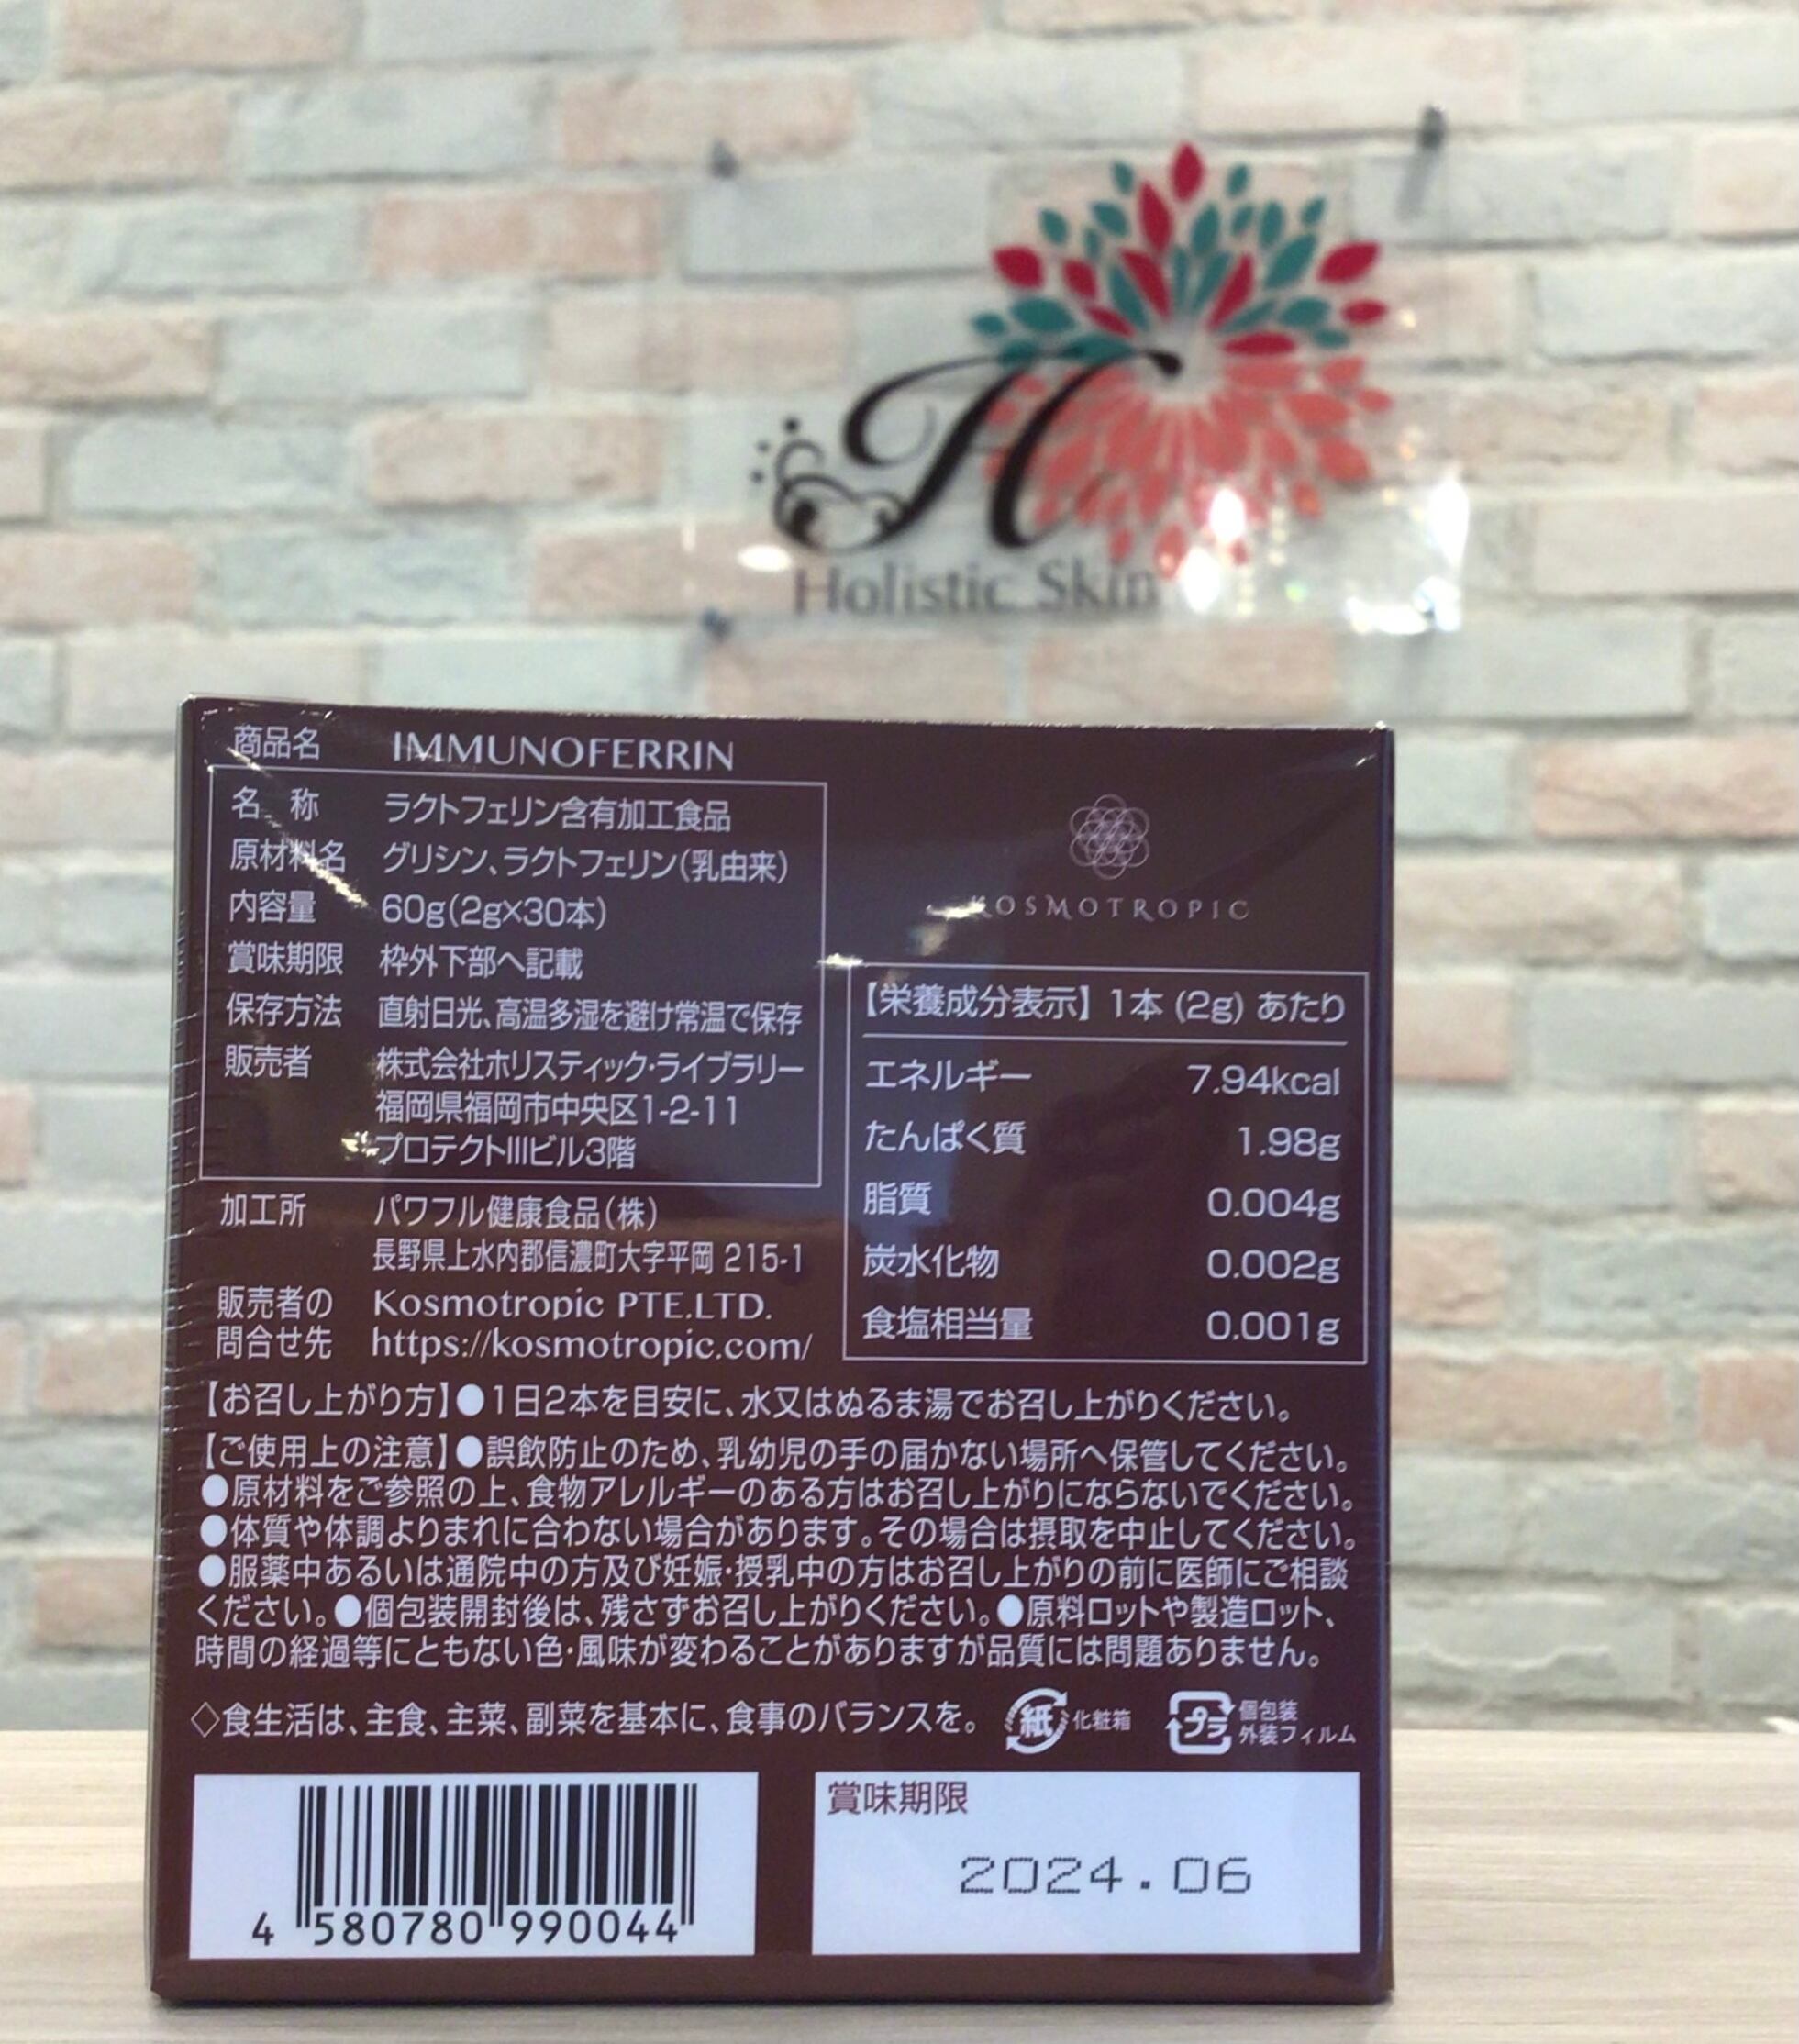 Holistic Skin
商品名 IMMUNOFERRIN
名 称 ラクトフェリン含有加工食品
原材料名 グリシン、ラクトフェリン(乳由来)
内容量 60g(2g×30本)
賞味期限 枠外下部へ記載
保存方法 直射日光、高温多湿を避け常温で保存
販売者 株式会社ホリスティック・ライブラリー
福岡県福岡市中央区1-2-11
プロテクトIIIビル3階
加工所 パワフル健康食品(株)
長野県上水内郡信濃町大字平岡 215-1
販売者の Kosmotropic PTE.LTD.
問合せ先 https://kosmotropic.com/
KOSMOTROPIC
【栄養成分表示】1本 (2g) あたり
エネルギー 7.94kcal
たんぱく質 1.98g
脂質 0.004g
炭水化物 0.002g
食塩相当量 0.001g
【お召し上がり方】●1日2本を目安に、水又はぬるま湯でお召し上がりください。
【ご使用上の注意】●誤飲防止のため、乳幼児の手の届かない場所へ保管してください。
●原材料をご参照の上、食物アレルギーのある方はお召し上がりにならないでください。
●体質や体調よりまれに合わない場合があります。その場合は摂取を中止してください。
●服薬中あるいは通院中の方及び妊娠・授乳中の方はお召し上がりの前に医師にご相談
ください。●個包装開封後は、残さずお召し上がりください。●原料ロットや製造ロット、
時間の経過等にともない色・風味が変わることがありますが品質には問題ありません。
◇食生活は、主食、主菜、副菜を基本に、食事のバランスを。
紙 化粧箱
プラ 個包装
外装フィルム
4 580780 990044
賞味期限
2024.06